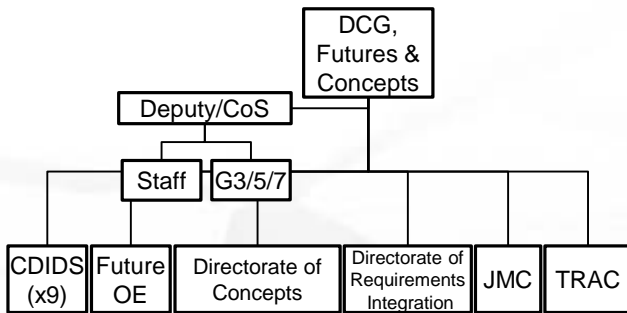 DCG,
Futures &
Concepts
Deputy/CoS
Staff
G3/5/7
CDIDS
(x9)
Future
OE
Directorate of
Concepts
Directorate of
Requirements
Integration
JMC
TRAC